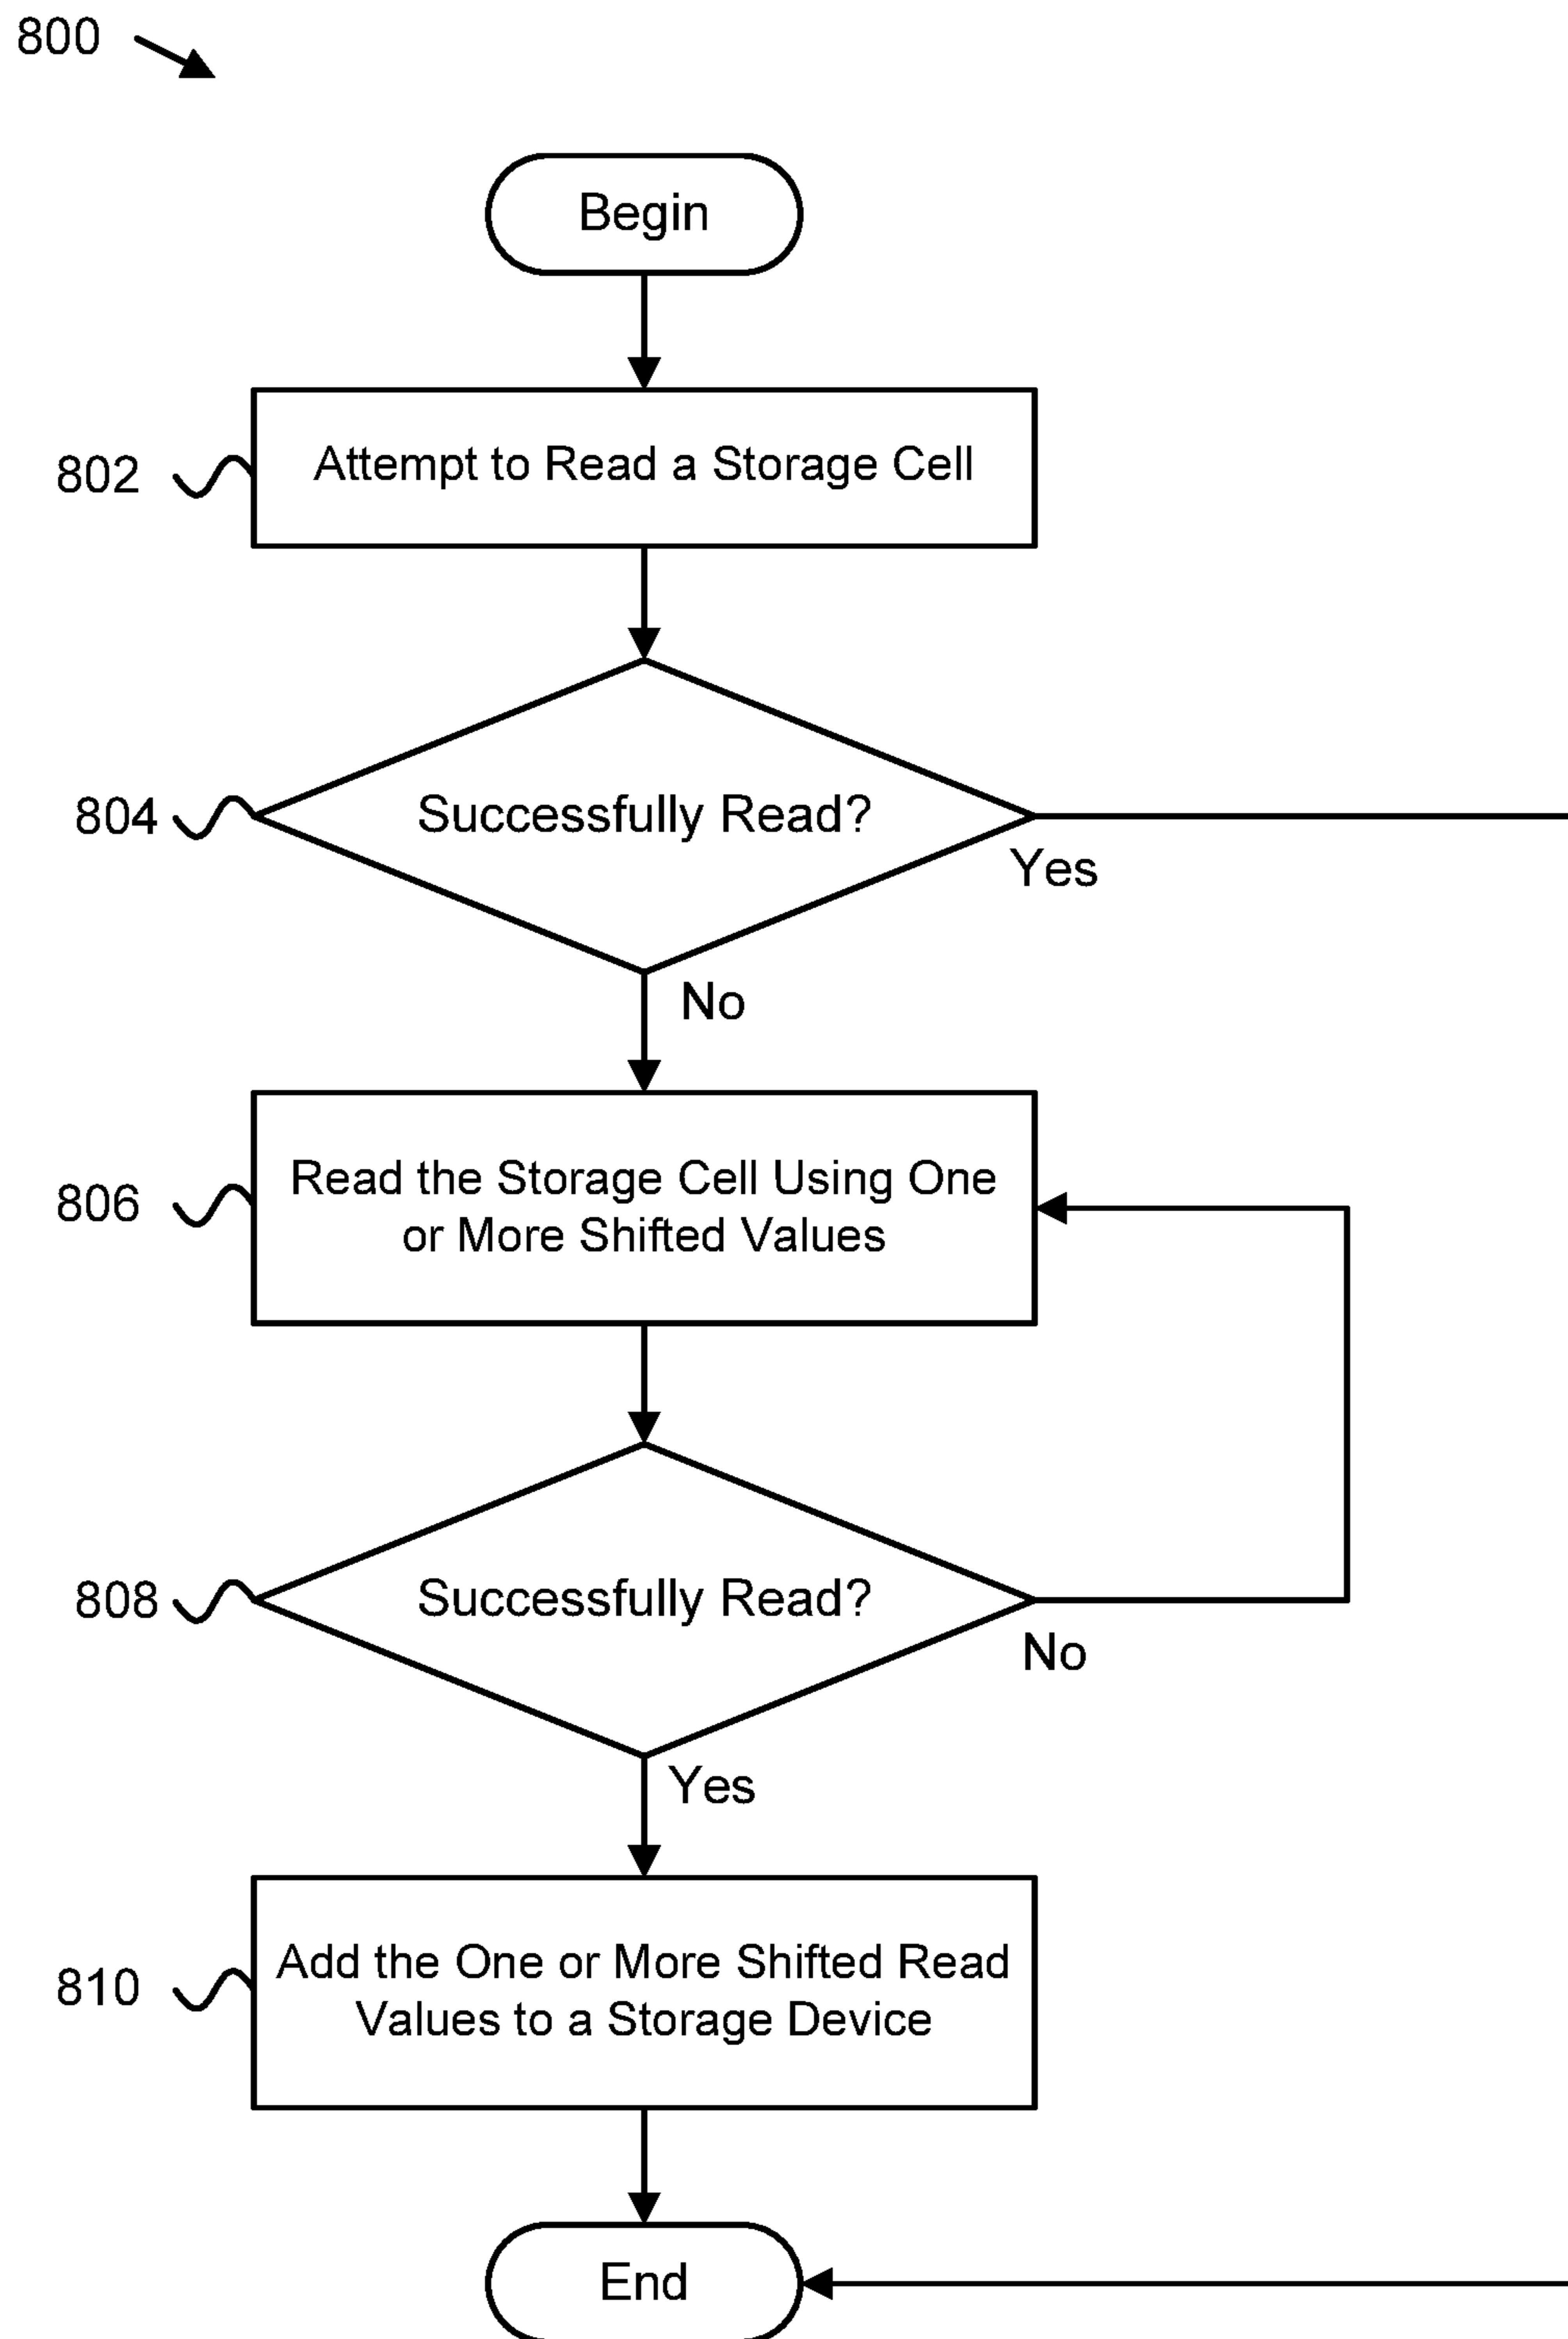 800
Begin
802
Attempt to Read a Storage Cell
804
Successfully Read?
Yes
No
806
Read the Storage Cell Using One
or More Shifted Values
808
Successfully Read?
No
Yes
810
Add the One or More Shifted Read
Values to a Storage Device
End